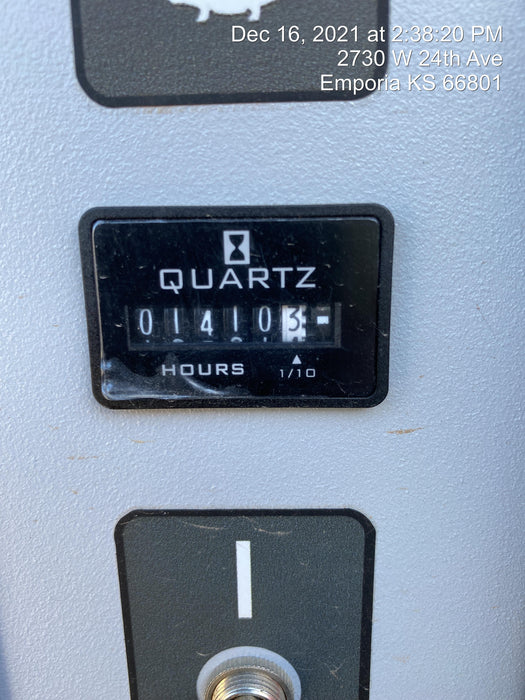 Dec 16, 2021 at 2:38:20 PM
2730 W 24th Ave
Emporia KS 66801
QUARTZ
014103
HOURS 1/10